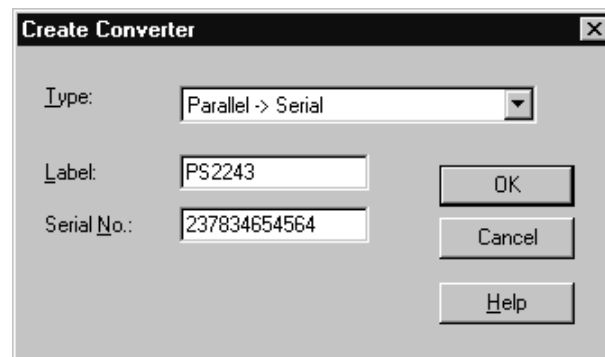 Create Converter
Type:
Parallel -> Serial
Label:
PS2243
OK
Serial No.:
237834654564
Cancel
Help